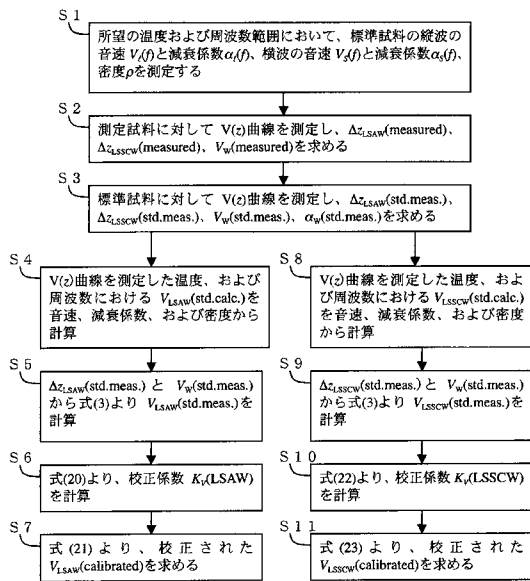 S1
所望の温度および周波数範囲において、標準試料の縦波の
音速 Vl(f)と減衰係数αl(f)、横波の音速 VS(f)と減衰係数αS(f)、
密度ρを測定する
S2
測定試料に対して V(z)曲線を測定し、ΔzLSAW(measured)、
ΔzLSSCW(measured)、VW(measured)を求める
S3
標準試料に対して V(z)曲線を測定し、ΔzLSAW(std.meas.)、
ΔzLSSCW(std.meas.)、VW(std.meas.)、αW(std.meas.)を求める
S4
V(z)曲線を測定した温度、および
周波数における VLSAW(std.calc.)を
音速、減衰係数、および密度から
計算
S5
ΔzLSAW(std.meas.) と VW(std.meas.)
から式(3)より VLSAW(std.meas.)を
計算
S6
式(20)より、校正係数 KV(LSAW)
を計算
S7
式(21)より、校正された
VLSAW(calibrated)を求める
S8
V(z)曲線を測定した温度、およ
び周波数における VLSSCW(std.calc.)
を音速、減衰係数、および密度
から計算
S9
ΔzLSSCW(std.meas.) と VW(std.meas.)
から式(3)より VLSSCW(std.meas.)を
計算
S10
式(22)より、校正係数 KV(LSSCW)
を計算
S11
式(23)より、校正された
VLSSCW(calibrated)を求める